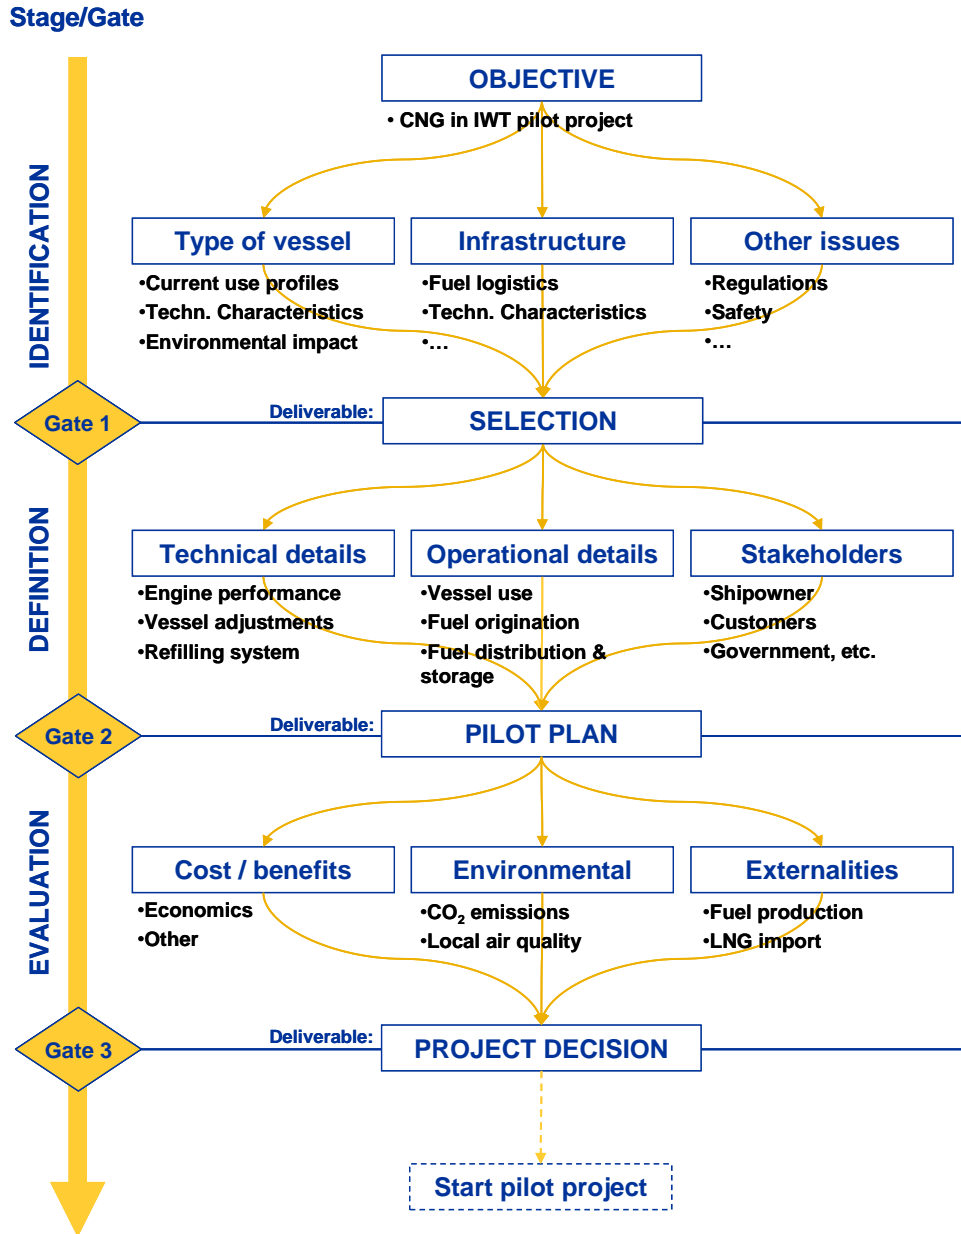 Stage/Gate
OBJECTIVE
• CNG in IWT pilot project
IDENTIFICATION
Type of vessel
•Current use profiles
•Techn. Characteristics
•Environmental impact
Infrastructure
•Fuel logistics
•Techn. Characteristics
•…
Other issues
•Regulations
•Safety
•…
Gate 1
Deliverable:
SELECTION
DEFINITION
Technical details
•Engine performance
•Vessel adjustments
•Refilling system
Operational details
•Vessel use
•Fuel origination
•Fuel distribution &
storage
Stakeholders
•Shipowner
•Customers
•Government, etc.
Gate 2
Deliverable:
PILOT PLAN
EVALUATION
Cost / benefits
•Economics
•Other
Environmental
•CO₂ emissions
•Local air quality
Externalities
•Fuel production
•LNG import
Gate 3
Deliverable:
PROJECT DECISION
Start pilot project